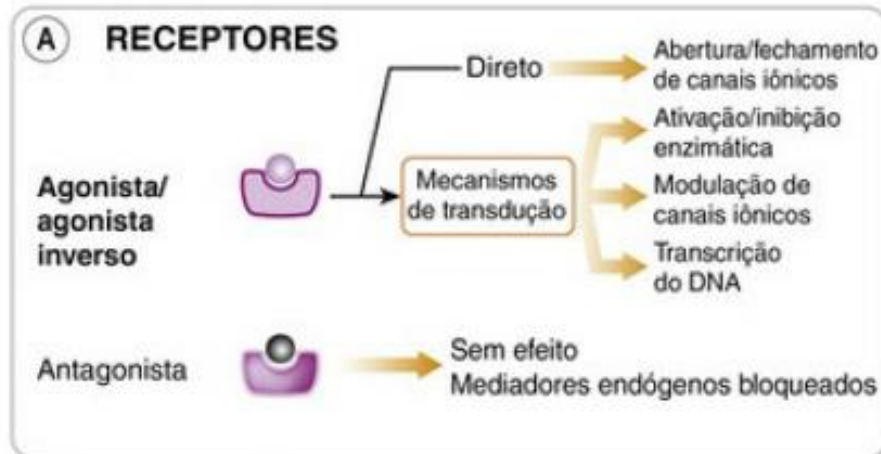 A RECEPTORES
Direto
Abertura/fechamento
de canais iônicos
Ativação/inibição
enzimática
Agonista/
agonista
inverso
Mecanismos
de transdução
Modulação de
canais iônicos
Transcrição
do DNA
Antagonista
Sem efeito
Mediadores endógenos bloqueados